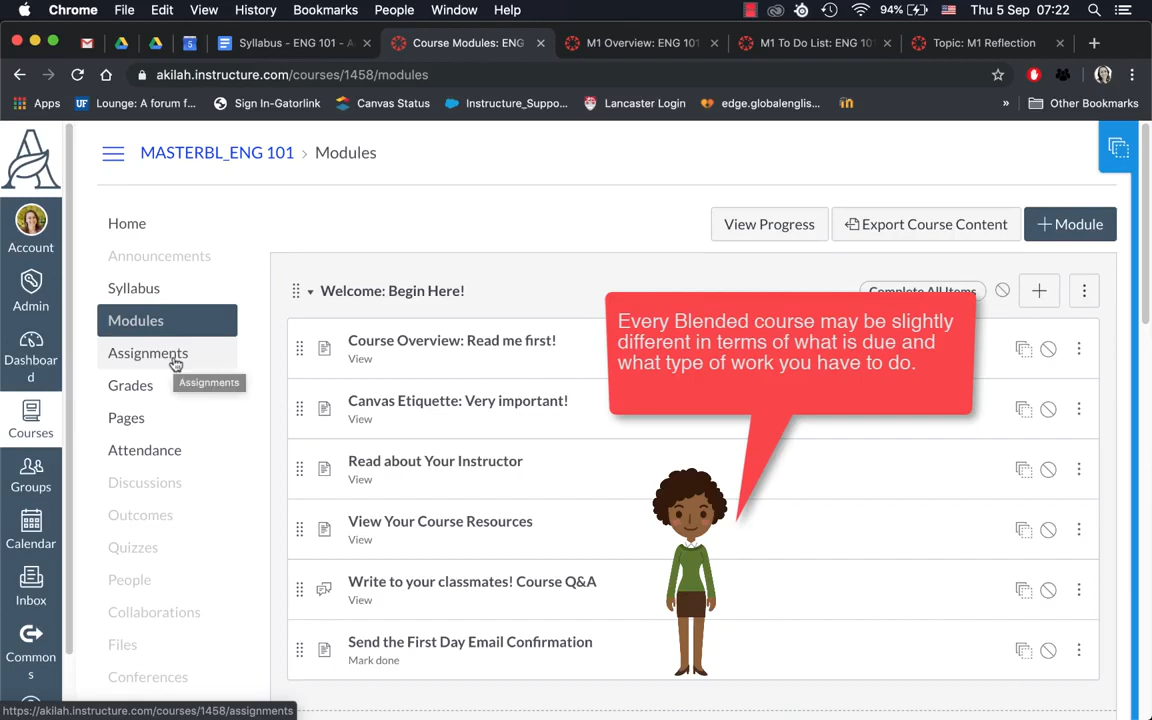 Chrome File Edit View History Bookmarks People Window Help 94% Thu 5 Sep 07:22
Syllabus - ENG 101 - A Course Modules: ENG M1 Overview: ENG 101 M1 To Do List: ENG 101 Topic: M1 Reflection
akilah.instructure.com/courses/1458/modules
Apps UF Lounge: A forum f... Sign In-Gatorlink Canvas Status Instructure_Suppo... Lancaster Login edge.globalenglis... in » Other Bookmarks
MASTERBL_ENG 101 › Modules
Account
Admin
Dashboar
d
Courses
Groups
Calendar
Inbox
Common
s
Home
Announcements
Syllabus
Modules
Assignments
Assignments
Grades
Pages
Attendance
Discussions
Outcomes
Quizzes
People
Collaborations
Files
Conferences
View Progress Export Course Content + Module
Welcome: Begin Here! Complete All Items
Course Overview: Read me first!
View
Canvas Etiquette: Very important!
View
Read about Your Instructor
View
View Your Course Resources
View
Write to your classmates! Course Q&A
View
Send the First Day Email Confirmation
Mark done
Every Blended course may be slightly
different in terms of what is due and
what type of work you have to do.
https://akilah.instructure.com/courses/1458/assignments